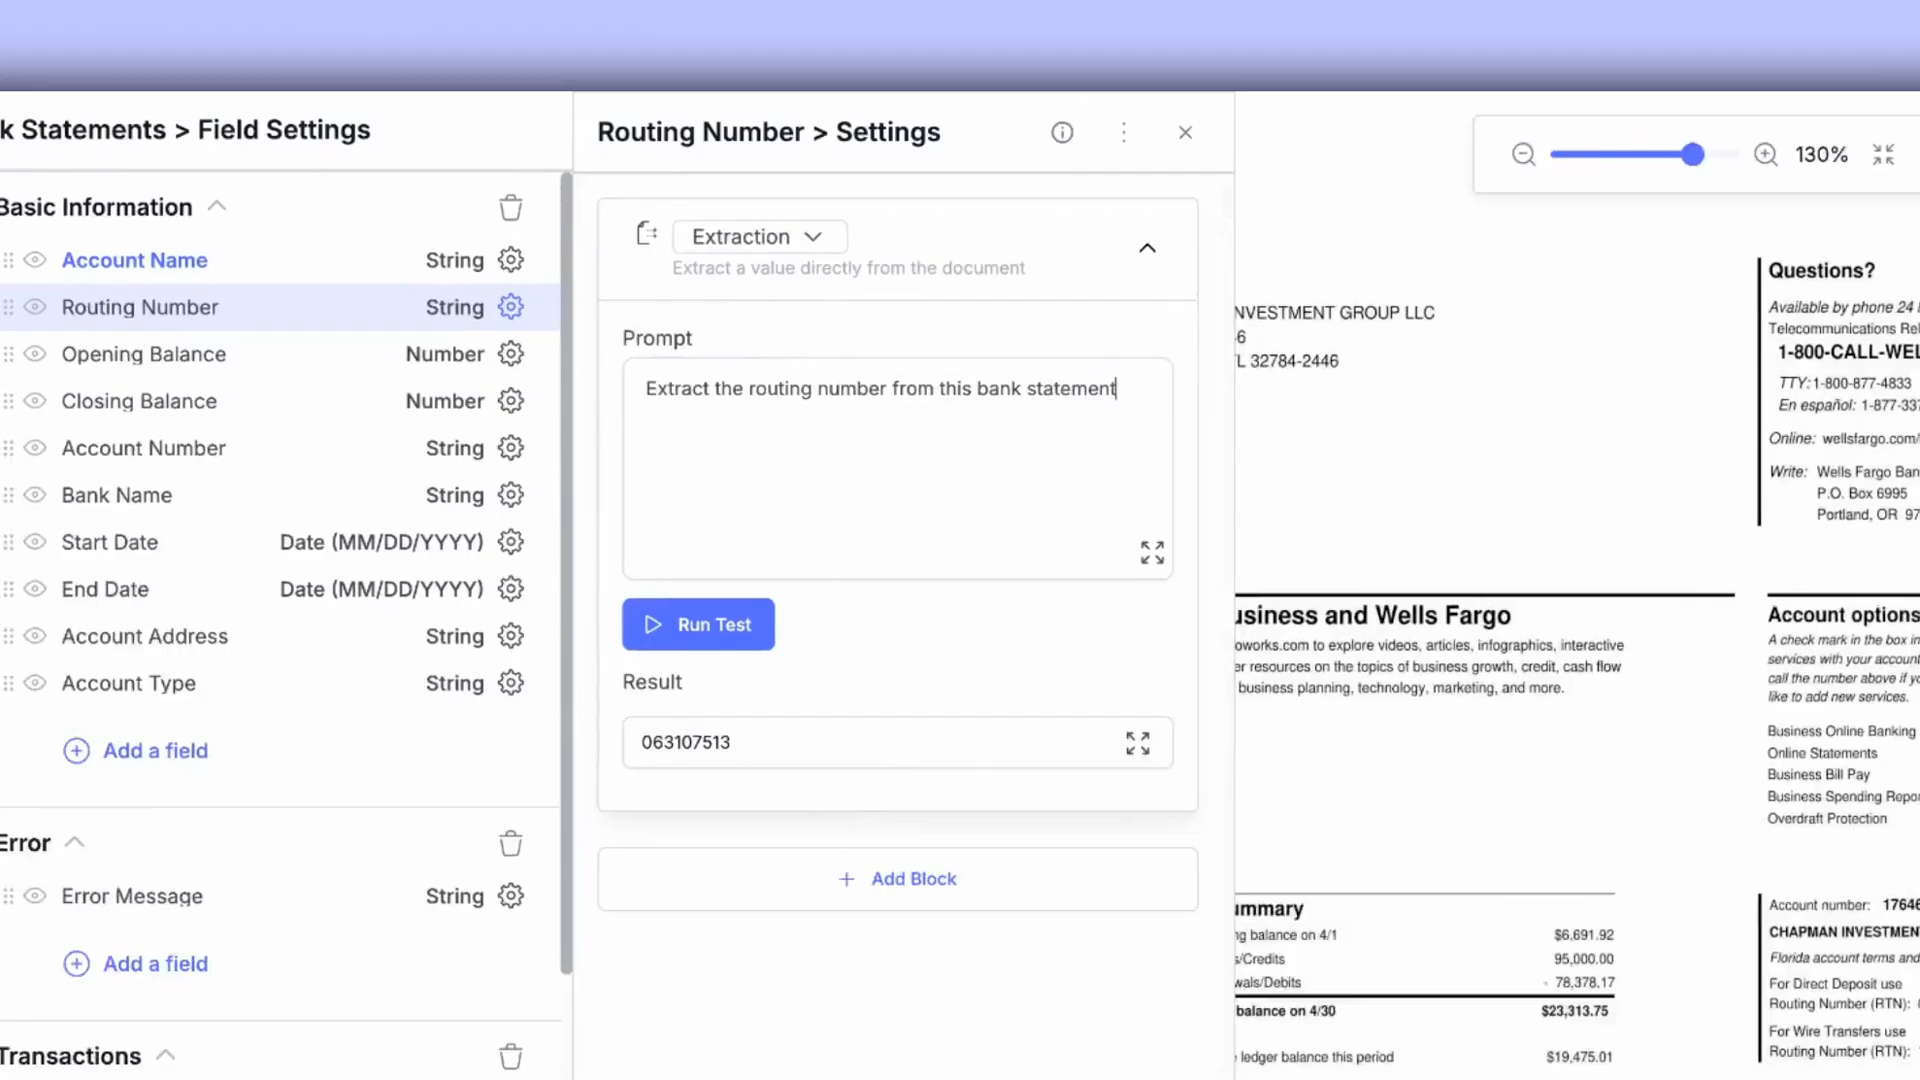 k Statements > Field Settings
Basic Information
Account Name String
Routing Number String
Opening Balance Number
Closing Balance Number
Account Number String
Bank Name String
Start Date Date (MM/DD/YYYY)
End Date Date (MM/DD/YYYY)
Account Address String
Account Type String
Add a field
Error
Error Message String
Add a field
Transactions
Routing Number > Settings
Extraction
Extract a value directly from the document
Prompt
Extract the routing number from this bank statement
Run Test
Result
063107513
Add Block
130%
NVESTMENT GROUP LLC
6
L 32784-2446
Questions?
Available by phone 24
Telecommunications Rel
1-800-CALL-WEL
TTY: 1-800-877-4833
En español: 1-877-337
Online: wellsfargo.com/
Write: Wells Fargo Ban
P.O. Box 6995
Portland, OR 97
usiness and Wells Fargo
oworks.com to explore videos, articles, infographics, interactive
er resources on the topics of business growth, credit, cash flow
business planning, technology, marketing, and more.
Account options
A check mark in the box in
services with your account
call the number above if yo
like to add new services.
Business Online Banking
Online Statements
Business Bill Pay
Business Spending Repor
Overdraft Protection
ummary
ng balance on 4/1 $6,691.92
s/Credits 95,000.00
wals/Debits - 78,378.17
balance on 4/30 $23,313.75
ledger balance this period $19,475.01
Account number: 17646
CHAPMAN INVESTMEN
Florida account terms and
For Direct Deposit use
Routing Number (RTN):
For Wire Transfers use
Routing Number (RTN):